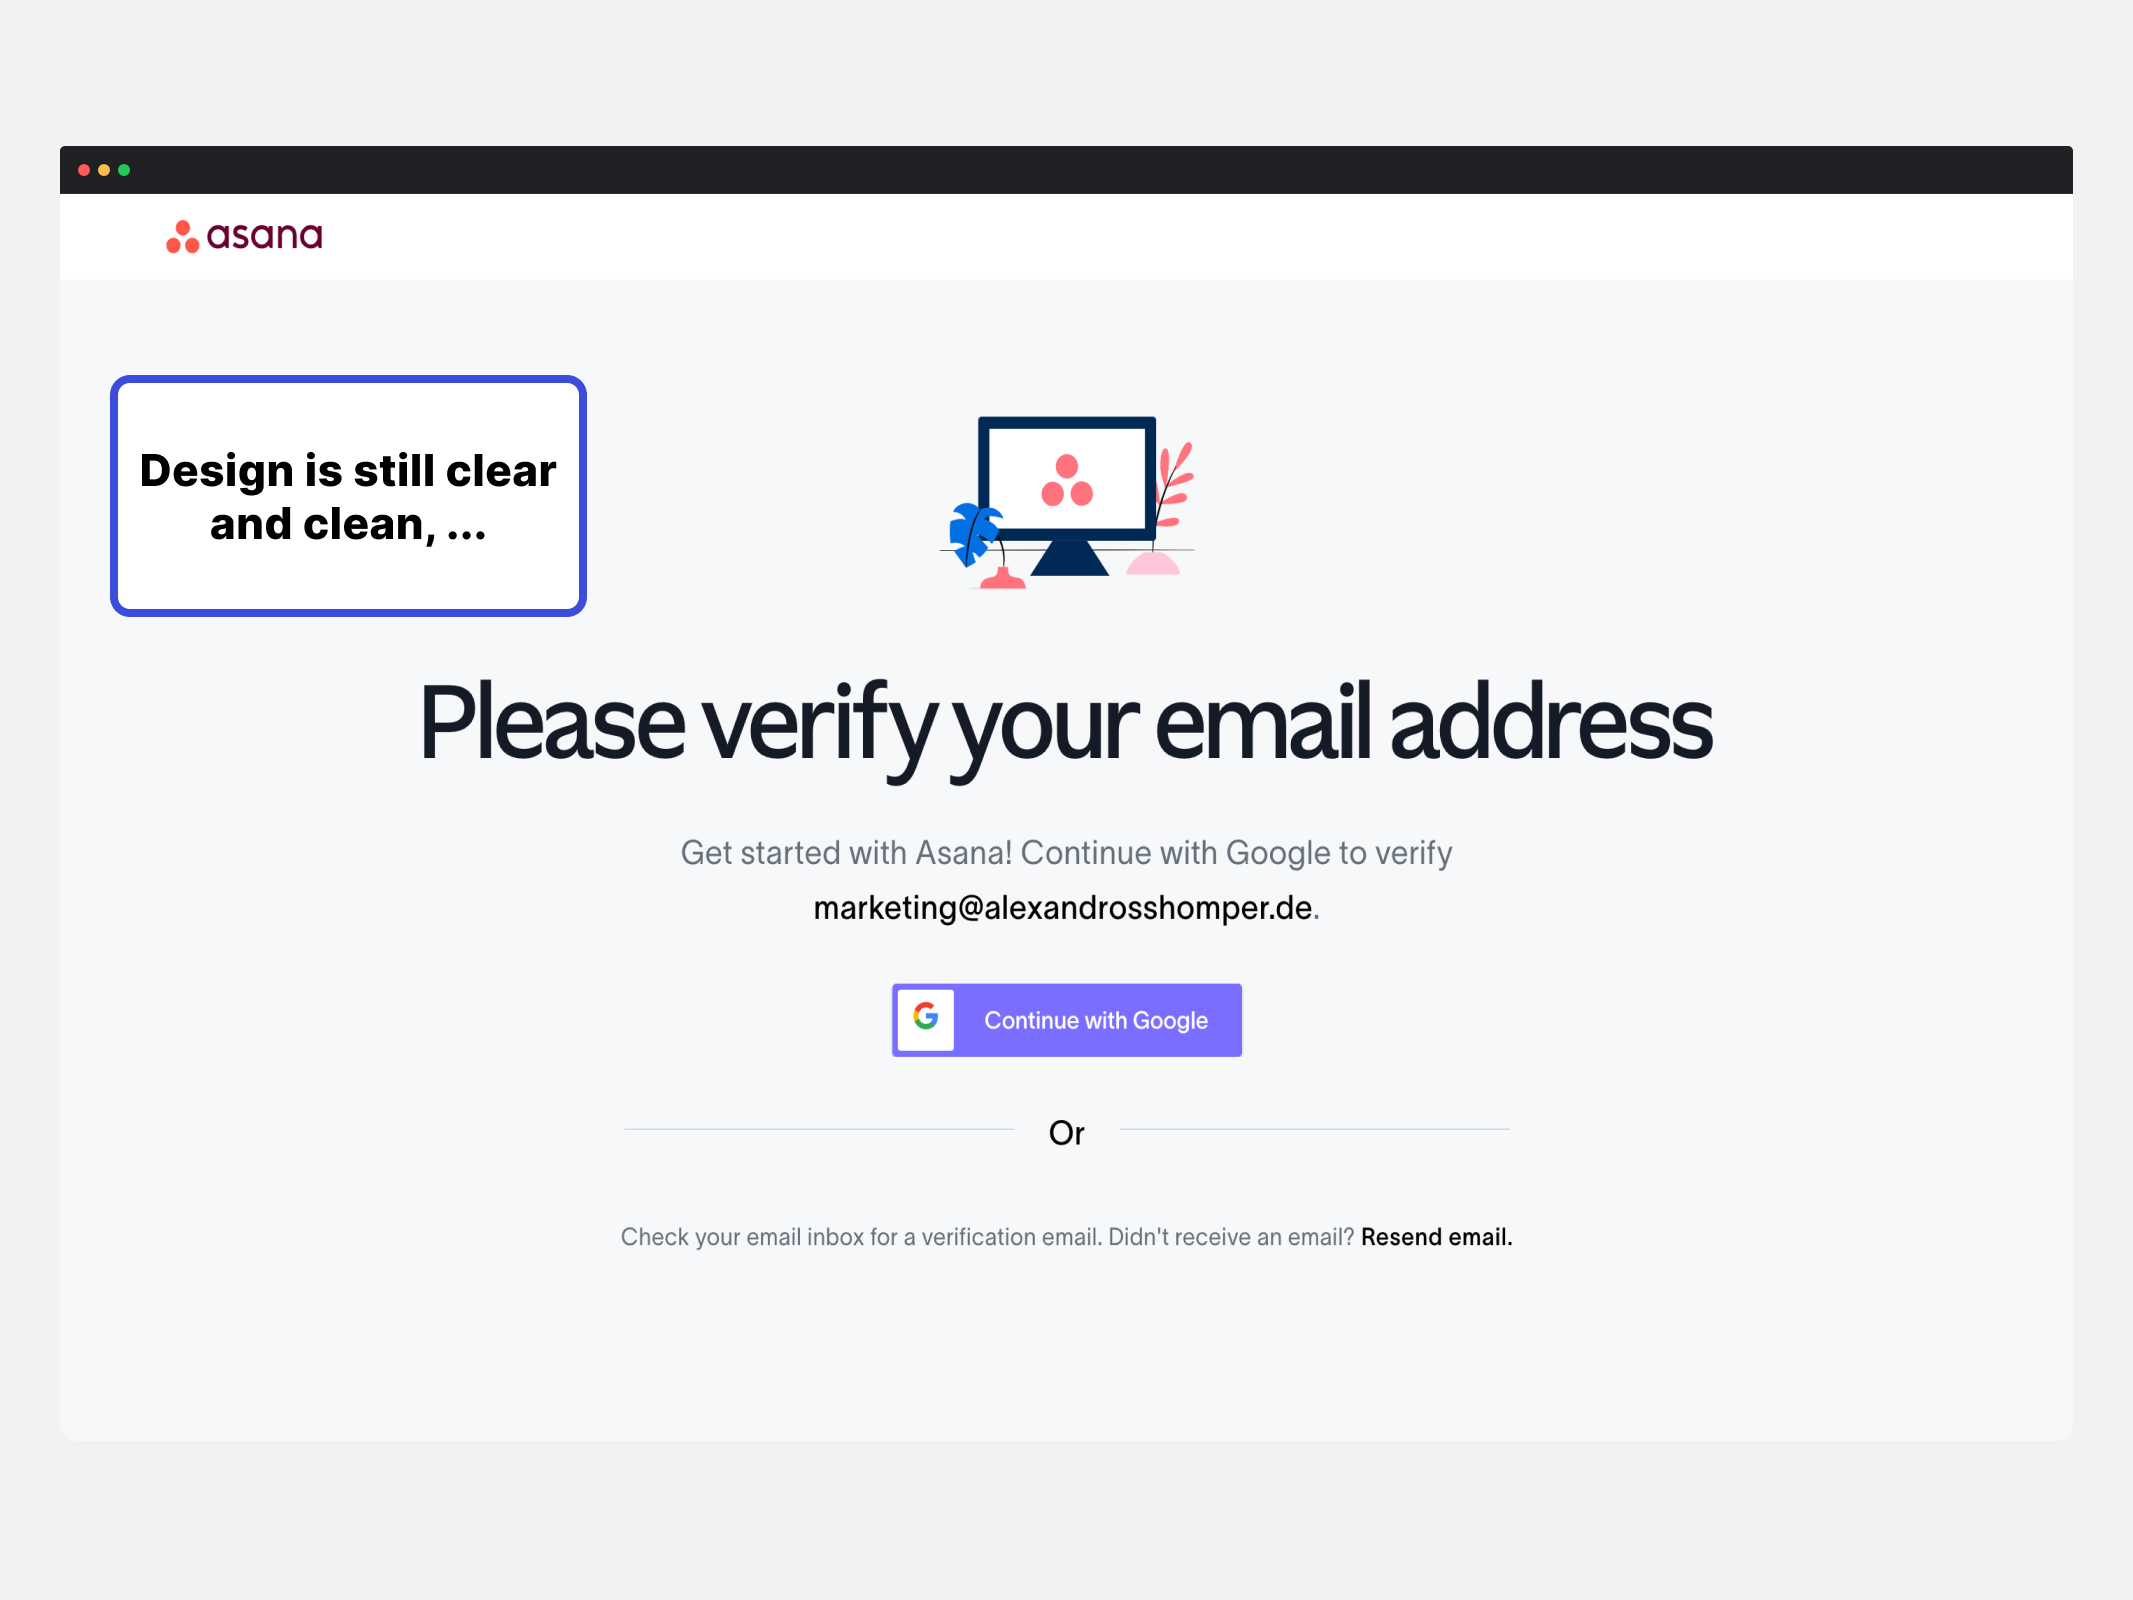 asana
Design is still clear
and clean, ...
Please verify your email address
Get started with Asana! Continue with Google to verify
marketing@alexandrosshomper.de.
G Continue with Google
Or
Check your email inbox for a verification email. Didn't receive an email? Resend email.